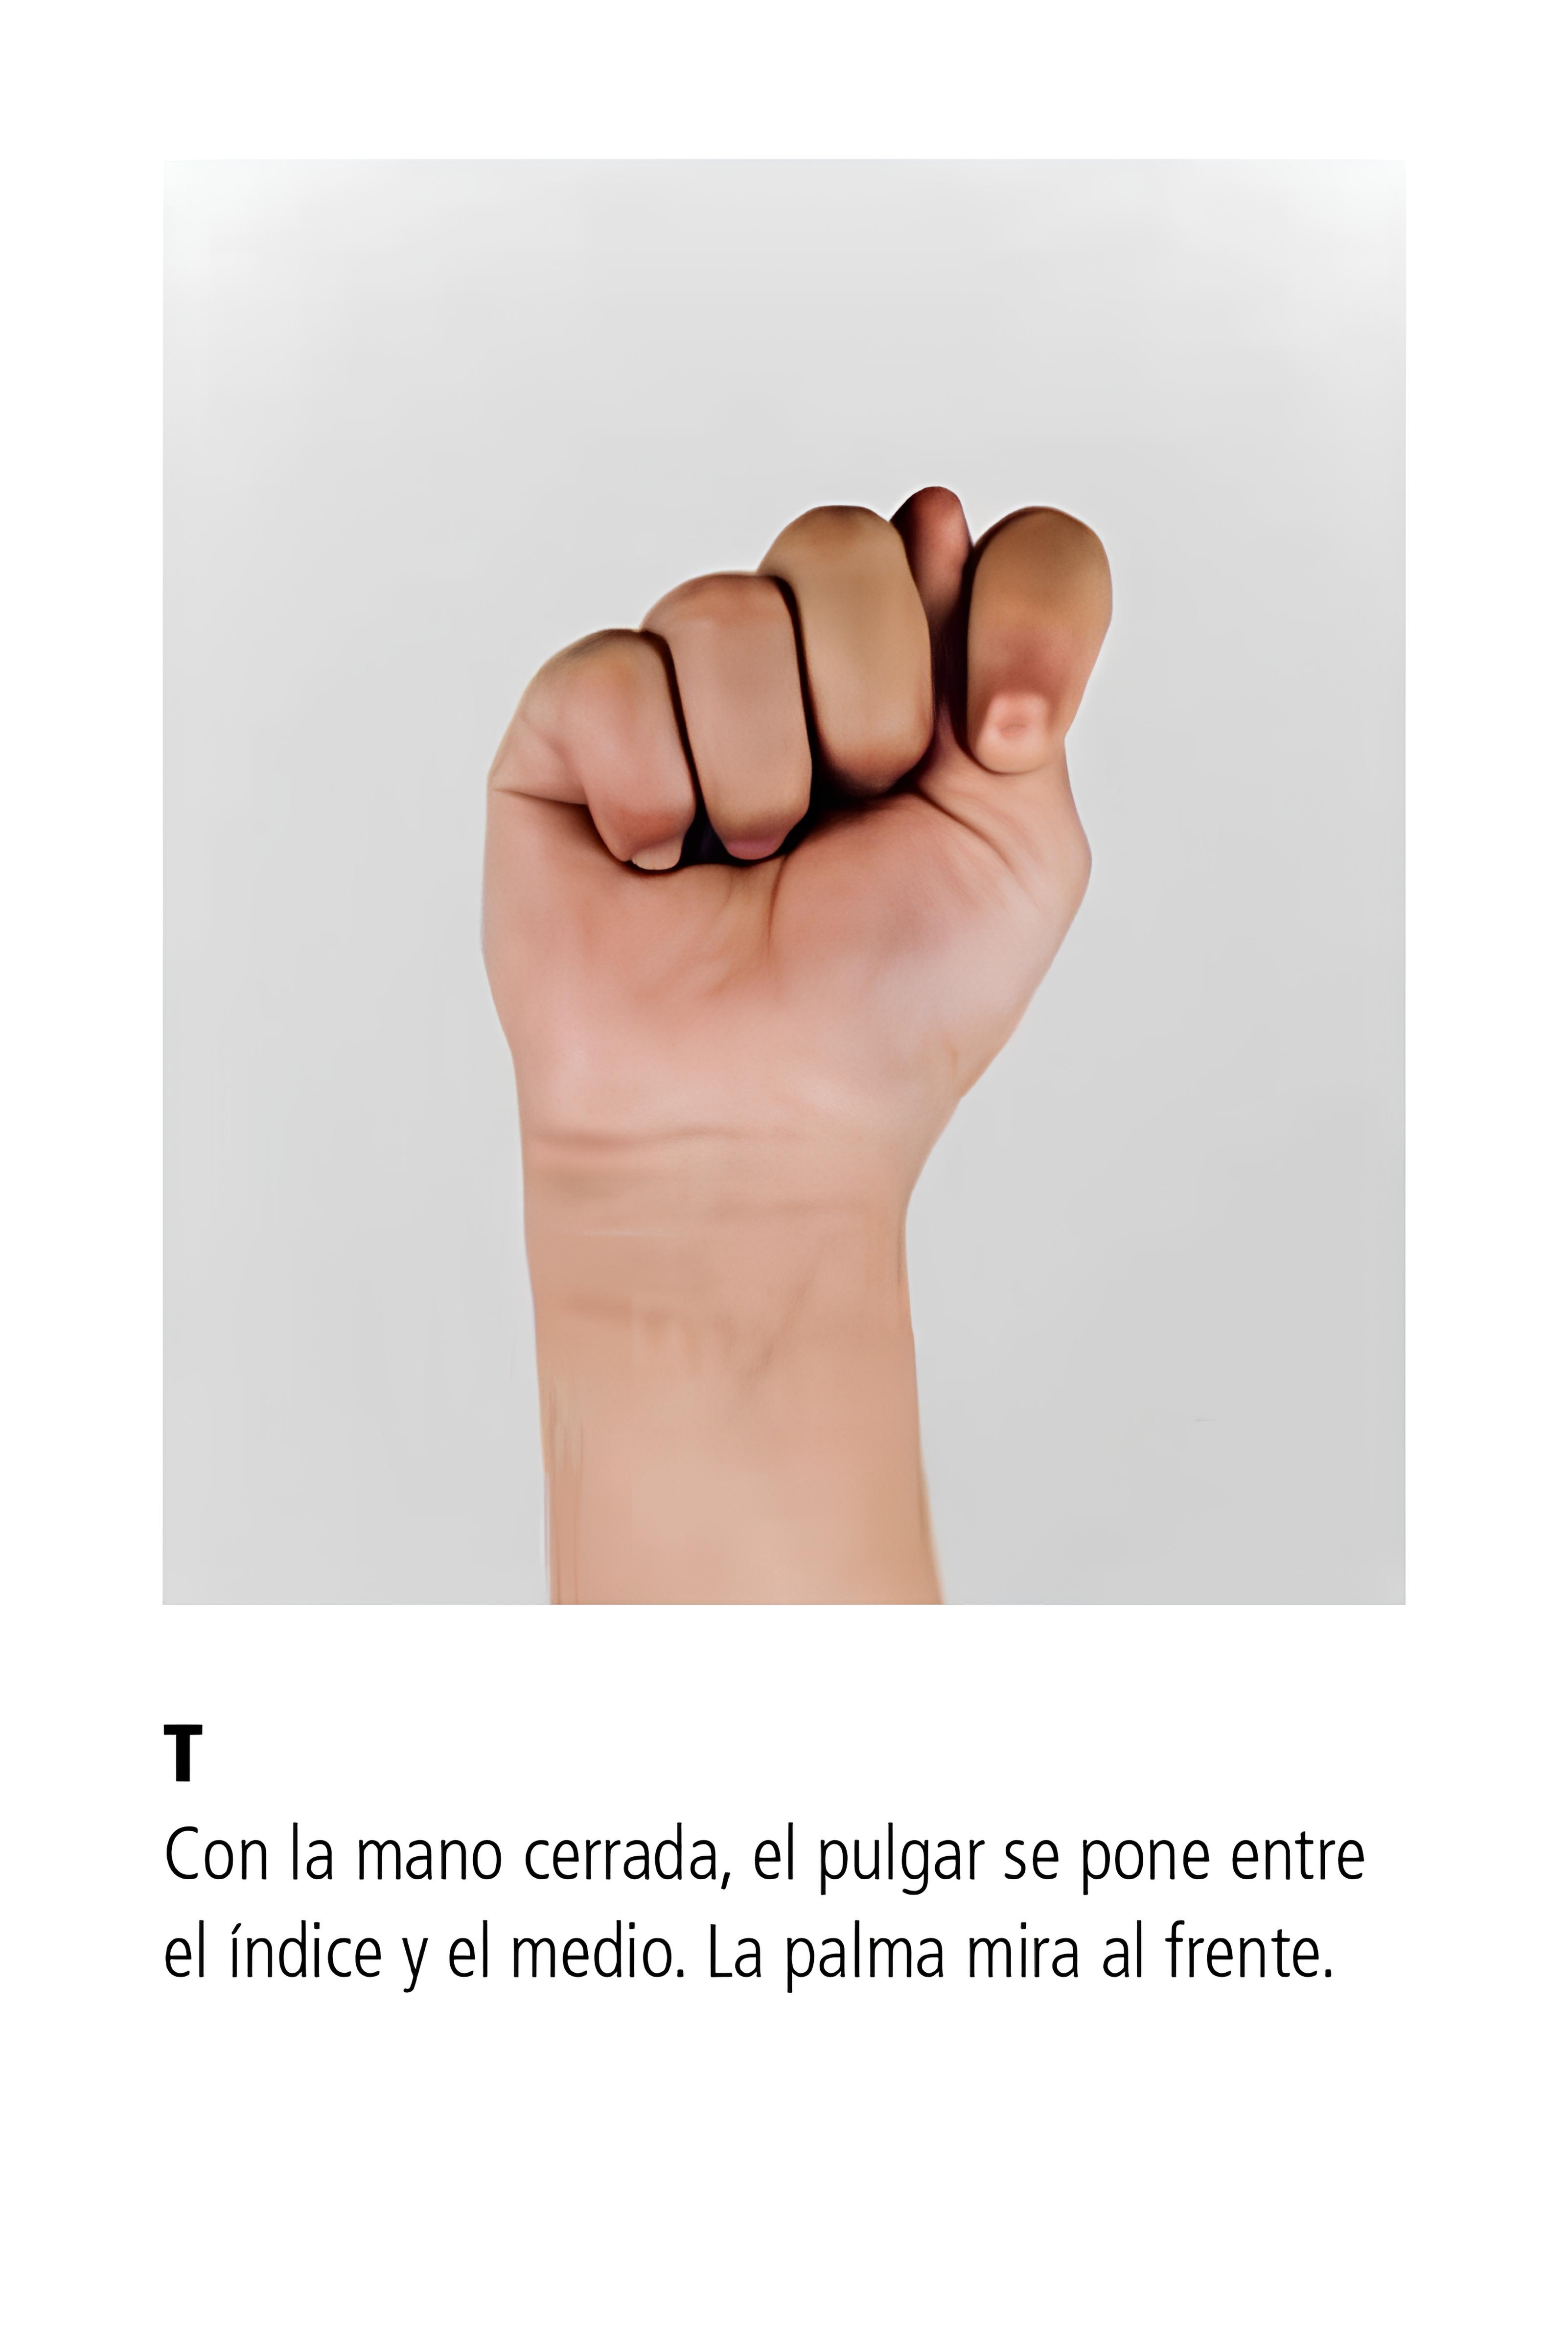 T
Con la mano cerrada, el pulgar se pone entre
el índice y el medio. La palma mira al frente.